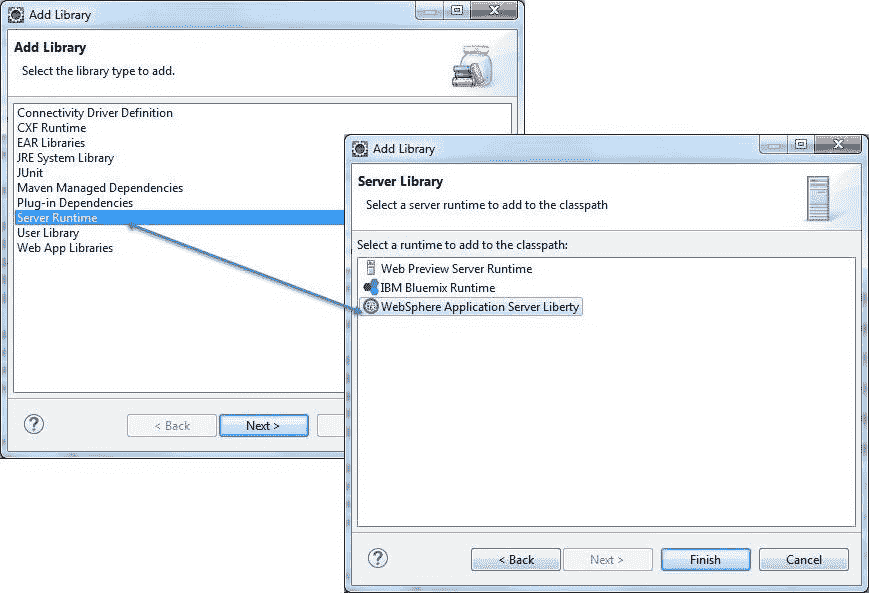 Add Library
Add Library
Select the library type to add.
Connectivity Driver Definition
CXF Runtime
EAR Libraries
JRE System Library
JUnit
Maven Managed Dependencies
Plug-in Dependencies
Server Runtime
User Library
Web App Libraries
?
< Back
Next >
Add Library
Server Library
Select a server runtime to add to the classpath
Select a runtime to add to the classpath:
Web Preview Server Runtime
IBM Bluemix Runtime
WebSphere Application Server Liberty
?
< Back
Next >
Finish
Cancel